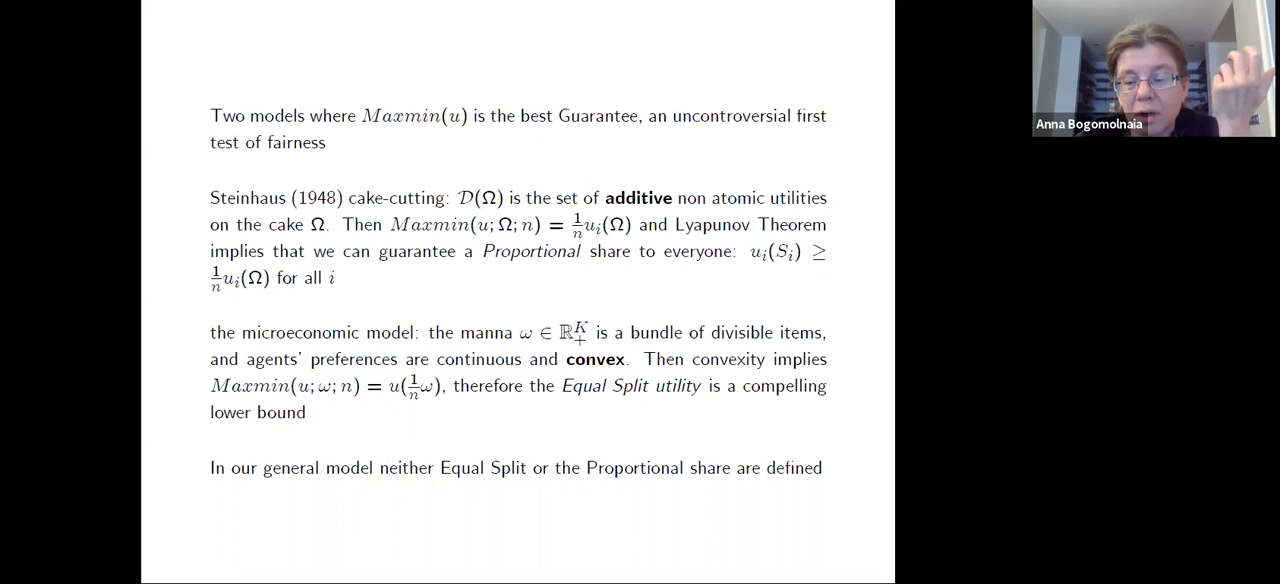 Two models where Maxmin(u) is the best Guarantee, an uncontroversial first
test of fairness
Steinhaus (1948) cake-cutting: 𝒟(Ω) is the set of additive non atomic utilities
on the cake Ω. Then Maxmin(u; Ω; n) = 1/n u_i(Ω) and Lyapunov Theorem
implies that we can guarantee a Proportional share to everyone: u_i(S_i) ≥
1/n u_i(Ω) for all i
the microeconomic model: the manna ω ∈ ℝ₊ᴷ is a bundle of divisible items,
and agents' preferences are continuous and convex. Then convexity implies
Maxmin(u; ω; n) = u(1/n ω), therefore the Equal Split utility is a compelling
lower bound
In our general model neither Equal Split or the Proportional share are defined
Anna Bogomolnaia